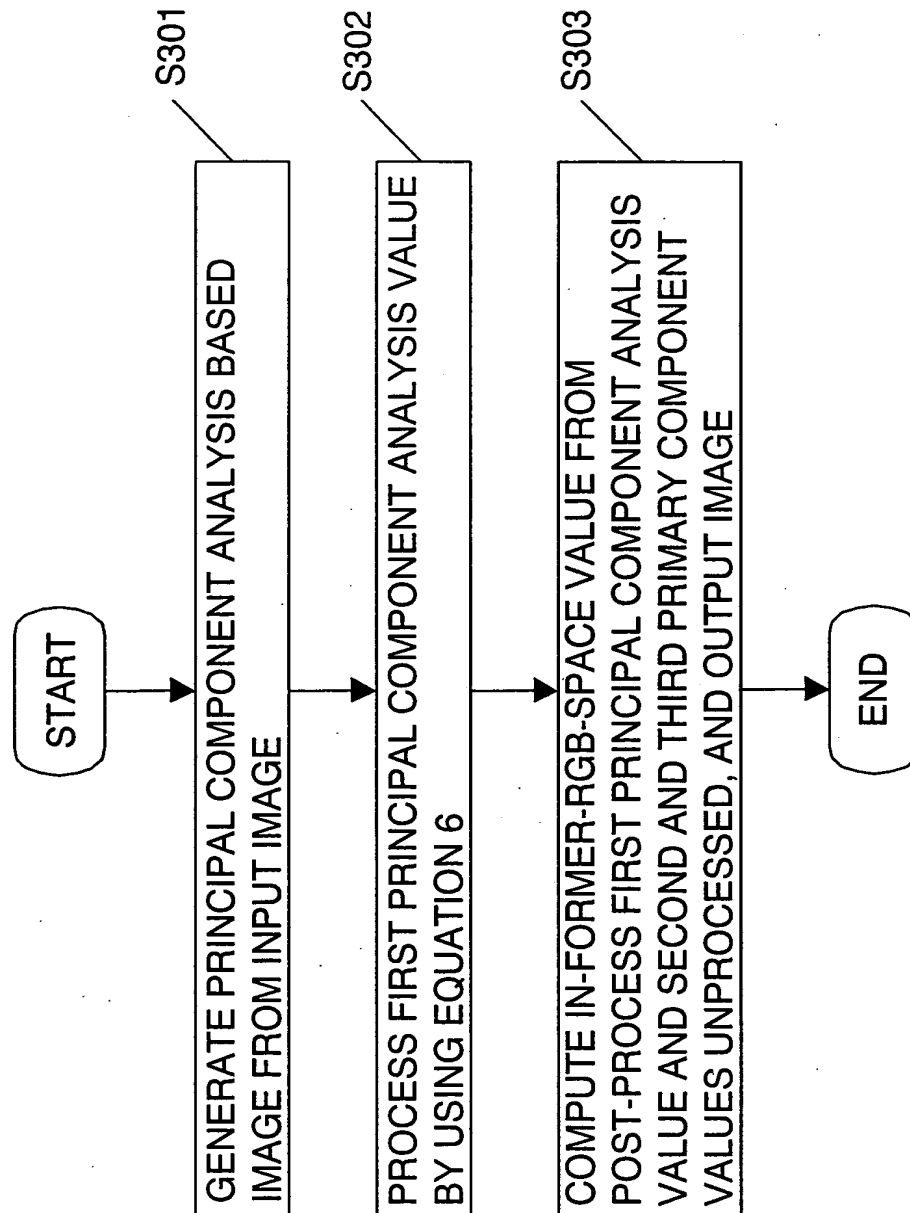 START
S301
GENERATE PRINCIPAL COMPONENT ANALYSIS BASED
IMAGE FROM INPUT IMAGE
S302
PROCESS FIRST PRINCIPAL COMPONENT ANALYSIS VALUE
BY USING EQUATION 6
S303
COMPUTE IN-FORMER-RGB-SPACE VALUE FROM
POST-PROCESS FIRST PRINCIPAL COMPONENT ANALYSIS
VALUE AND SECOND AND THIRD PRIMARY COMPONENT
VALUES UNPROCESSED, AND OUTPUT IMAGE
END